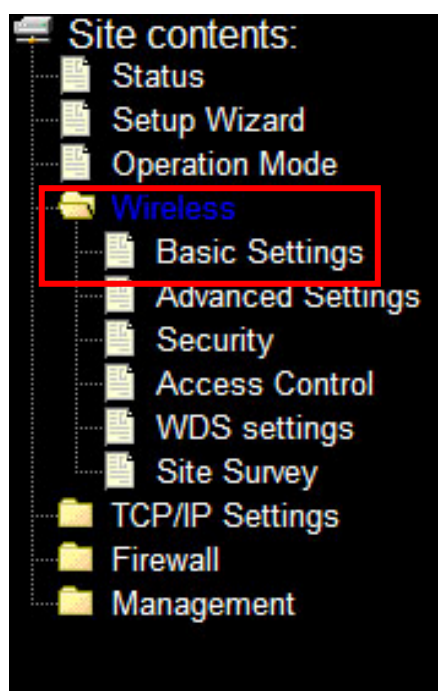 Site contents:
Status
Setup Wizard
Operation Mode
Wireless
Basic Settings
Advanced Settings
Security
Access Control
WDS settings
Site Survey
TCP/IP Settings
Firewall
Management